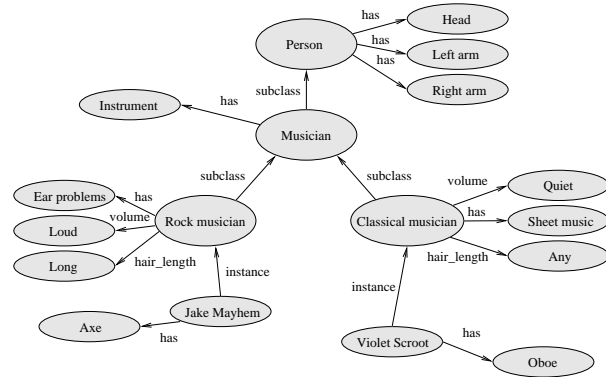 Head
has
Person
has
Left arm
has
Right arm
subclass
Instrument
has
Musician
subclass
subclass
Ear problems
has
volume
Quiet
Loud
volume
Rock musician
Classical musician
has
Sheet music
Long
hair_length
hair_length
Any
instance
instance
Jake Mayhem
Axe
has
Violet Scroot
has
Oboe